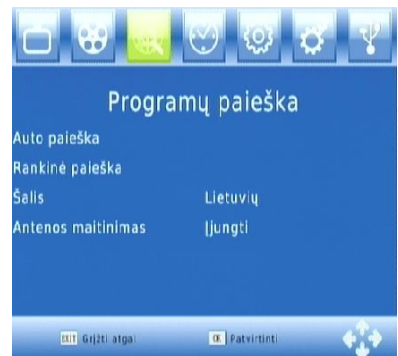 Programų paieška
Auto paieška
Rankinė paieška
Šalis Lietuvių
Antenos maitinimas Įjungti
EXIT Grįžti atgal OK Patvirtinti